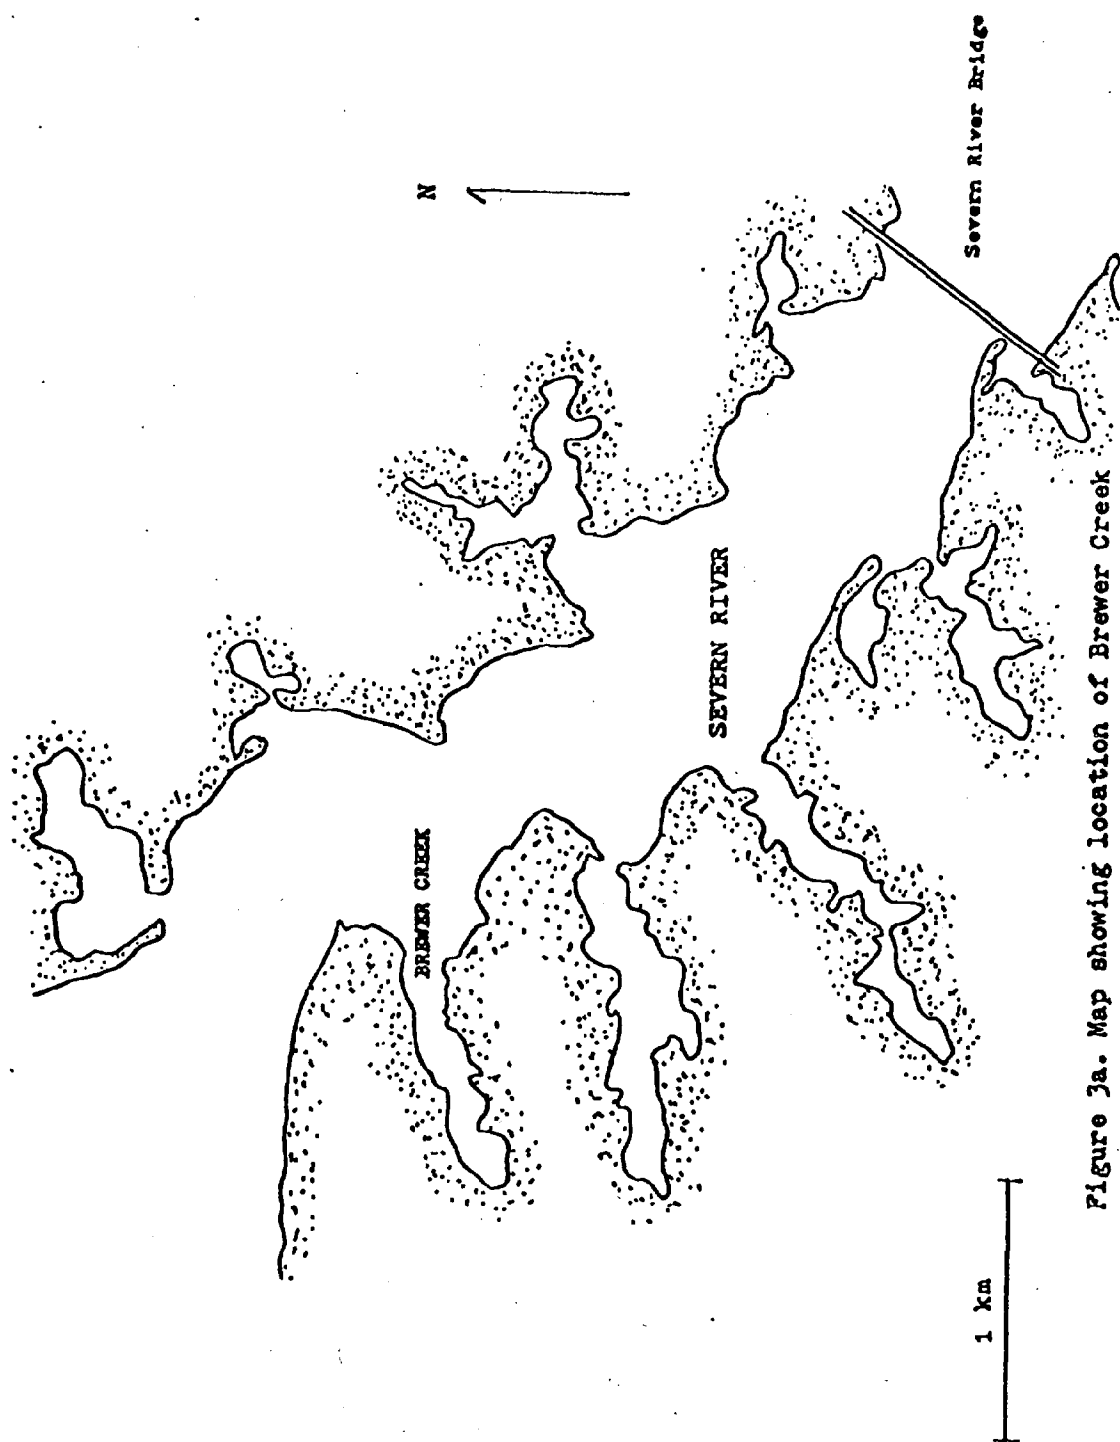 N
Severn River Bridge
SEVERN RIVER
BREWER CREEK
1 km
Figure 3a. Map showing location of Brewer Creek